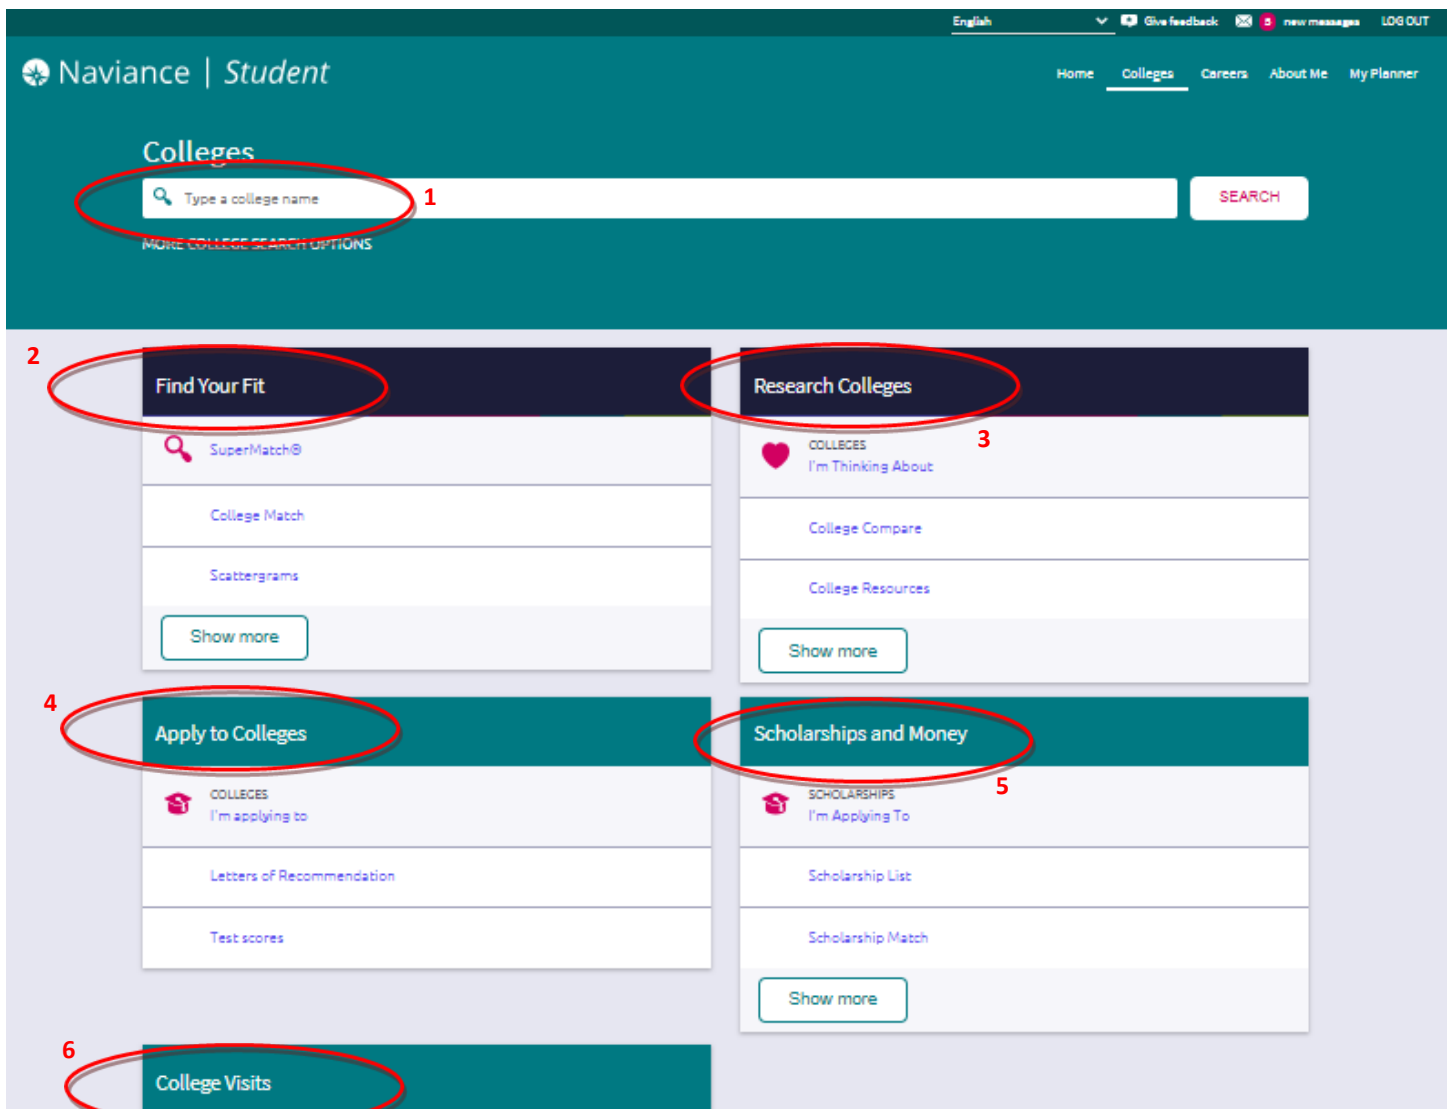 English Give feedback 5 new messages LOG OUT
Naviance | Student
Home Colleges Careers About Me My Planner
Colleges
Type a college name 1 SEARCH
MORE COLLEGE SEARCH OPTIONS
2
Find Your Fit
SuperMatch®
College Match
Scattergrams
Show more
Research Colleges
3
COLLEGES
I'm Thinking About
College Compare
College Resources
Show more
4
Apply to Colleges
COLLEGES
I'm applying to
Letters of Recommendation
Test scores
Scholarships and Money
5
SCHOLARSHIPS
I'm Applying To
Scholarship List
Scholarship Match
Show more
6
College Visits